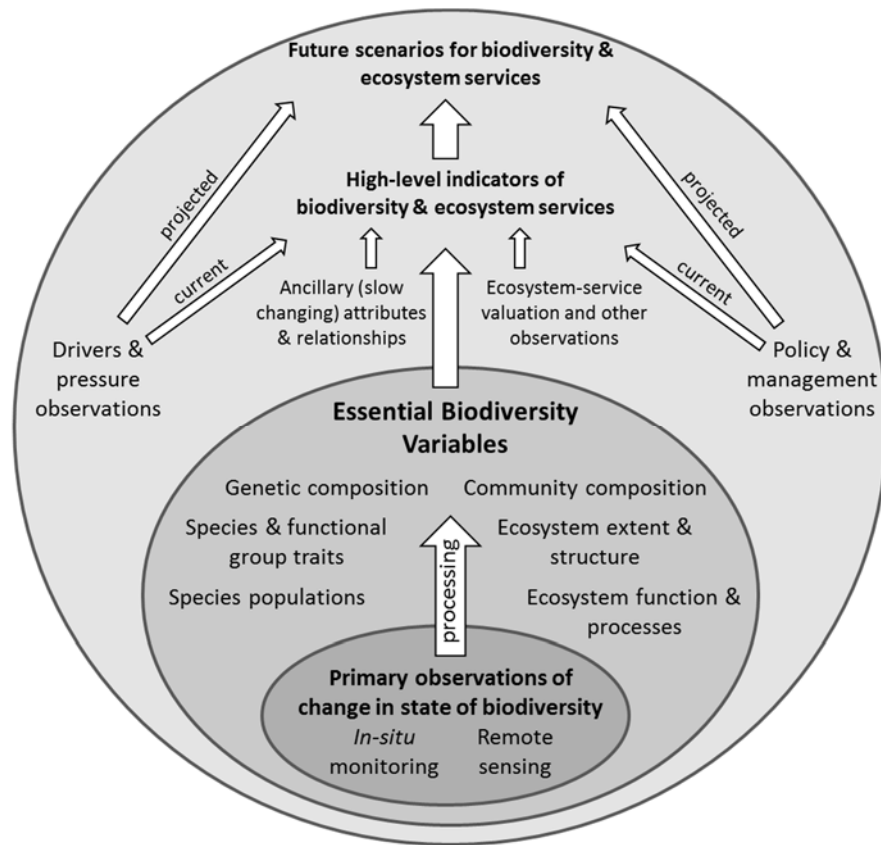 Future scenarios for biodiversity &
ecosystem services
projected
projected
High-level indicators of
biodiversity & ecosystem services
current
current
Ancillary (slow
changing) attributes
& relationships
Ecosystem-service
valuation and other
observations
Drivers &
pressure
observations
Policy &
management
observations
Essential Biodiversity
Variables
Genetic composition
Community composition
Species & functional
group traits
Ecosystem extent &
structure
Species populations
Ecosystem function &
processes
processing
Primary observations of
change in state of biodiversity
In-situ
monitoring
Remote
sensing